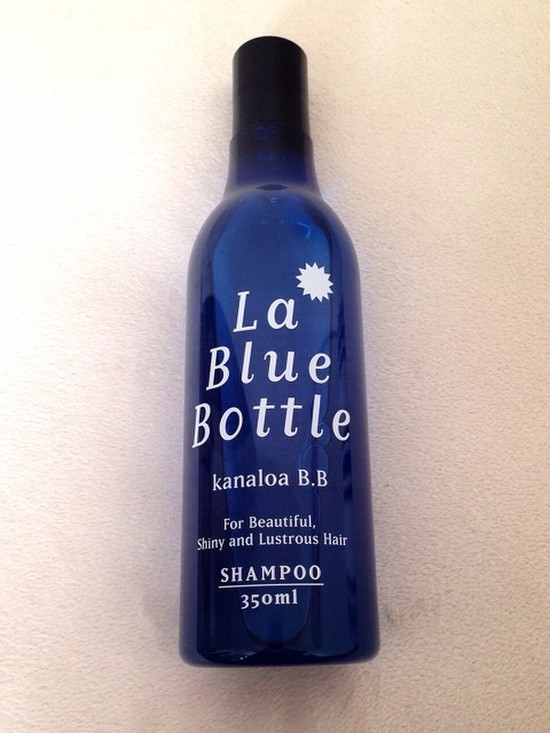 La
Blue
Bottle
kanaloa B.B
For Beautiful,
Shiny and Lustrous Hair
SHAMPOO
350ml